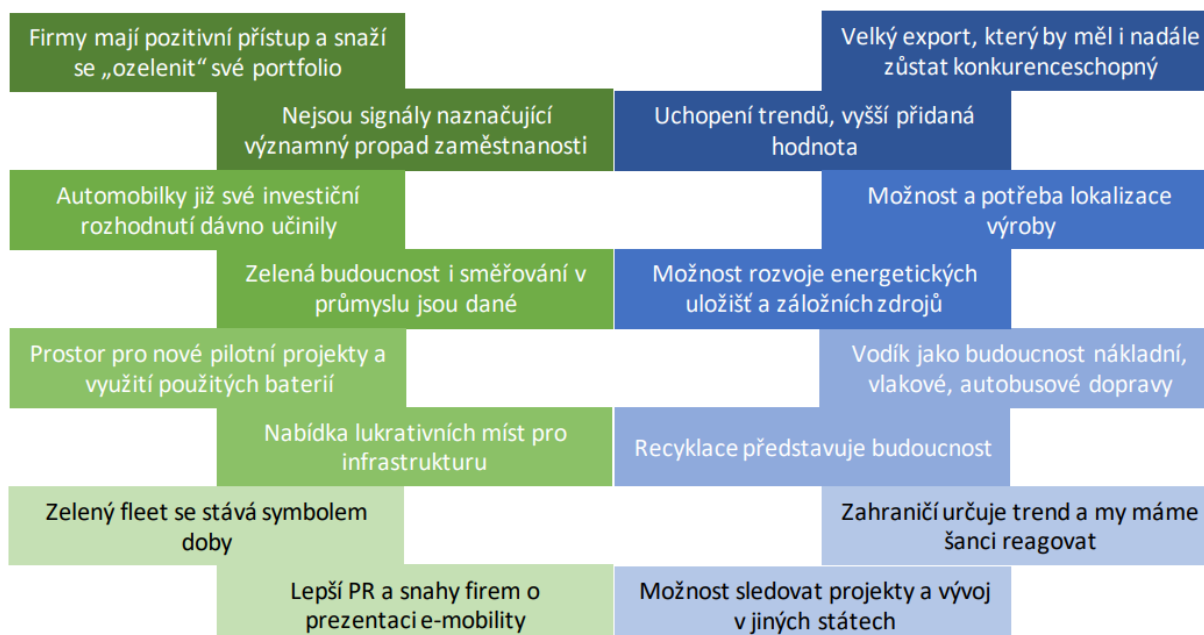 Firmy mají pozitivní přístup a snaží
se „ozelenit“ své portfolio
Velký export, který by měl i nadále
zůstat konkurenceschopný
Nejsou signály naznačující
významný propad zaměstnanosti
Uchopení trendů, vyšší přidaná
hodnota
Automobilky již své investiční
rozhodnutí dávno učinily
Možnost a potřeba lokalizace
výroby
Zelená budoucnost i směřování v
průmyslu jsou dané
Možnost rozvoje energetických
uložišť a záložních zdrojů
Prostor pro nové pilotní projekty a
využití použitých baterií
Vodík jako budoucnost nákladní,
vlakové, autobusové dopravy
Nabídka lukrativních míst pro
infrastrukturu
Recyklace představuje budoucnost
Zelený fleet se stává symbolem
doby
Zahraničí určuje trend a my máme
šanci reagovat
Lepší PR a snahy firem o
prezentaci e-mobility
Možnost sledovat projekty a vývoj
v jiných státech